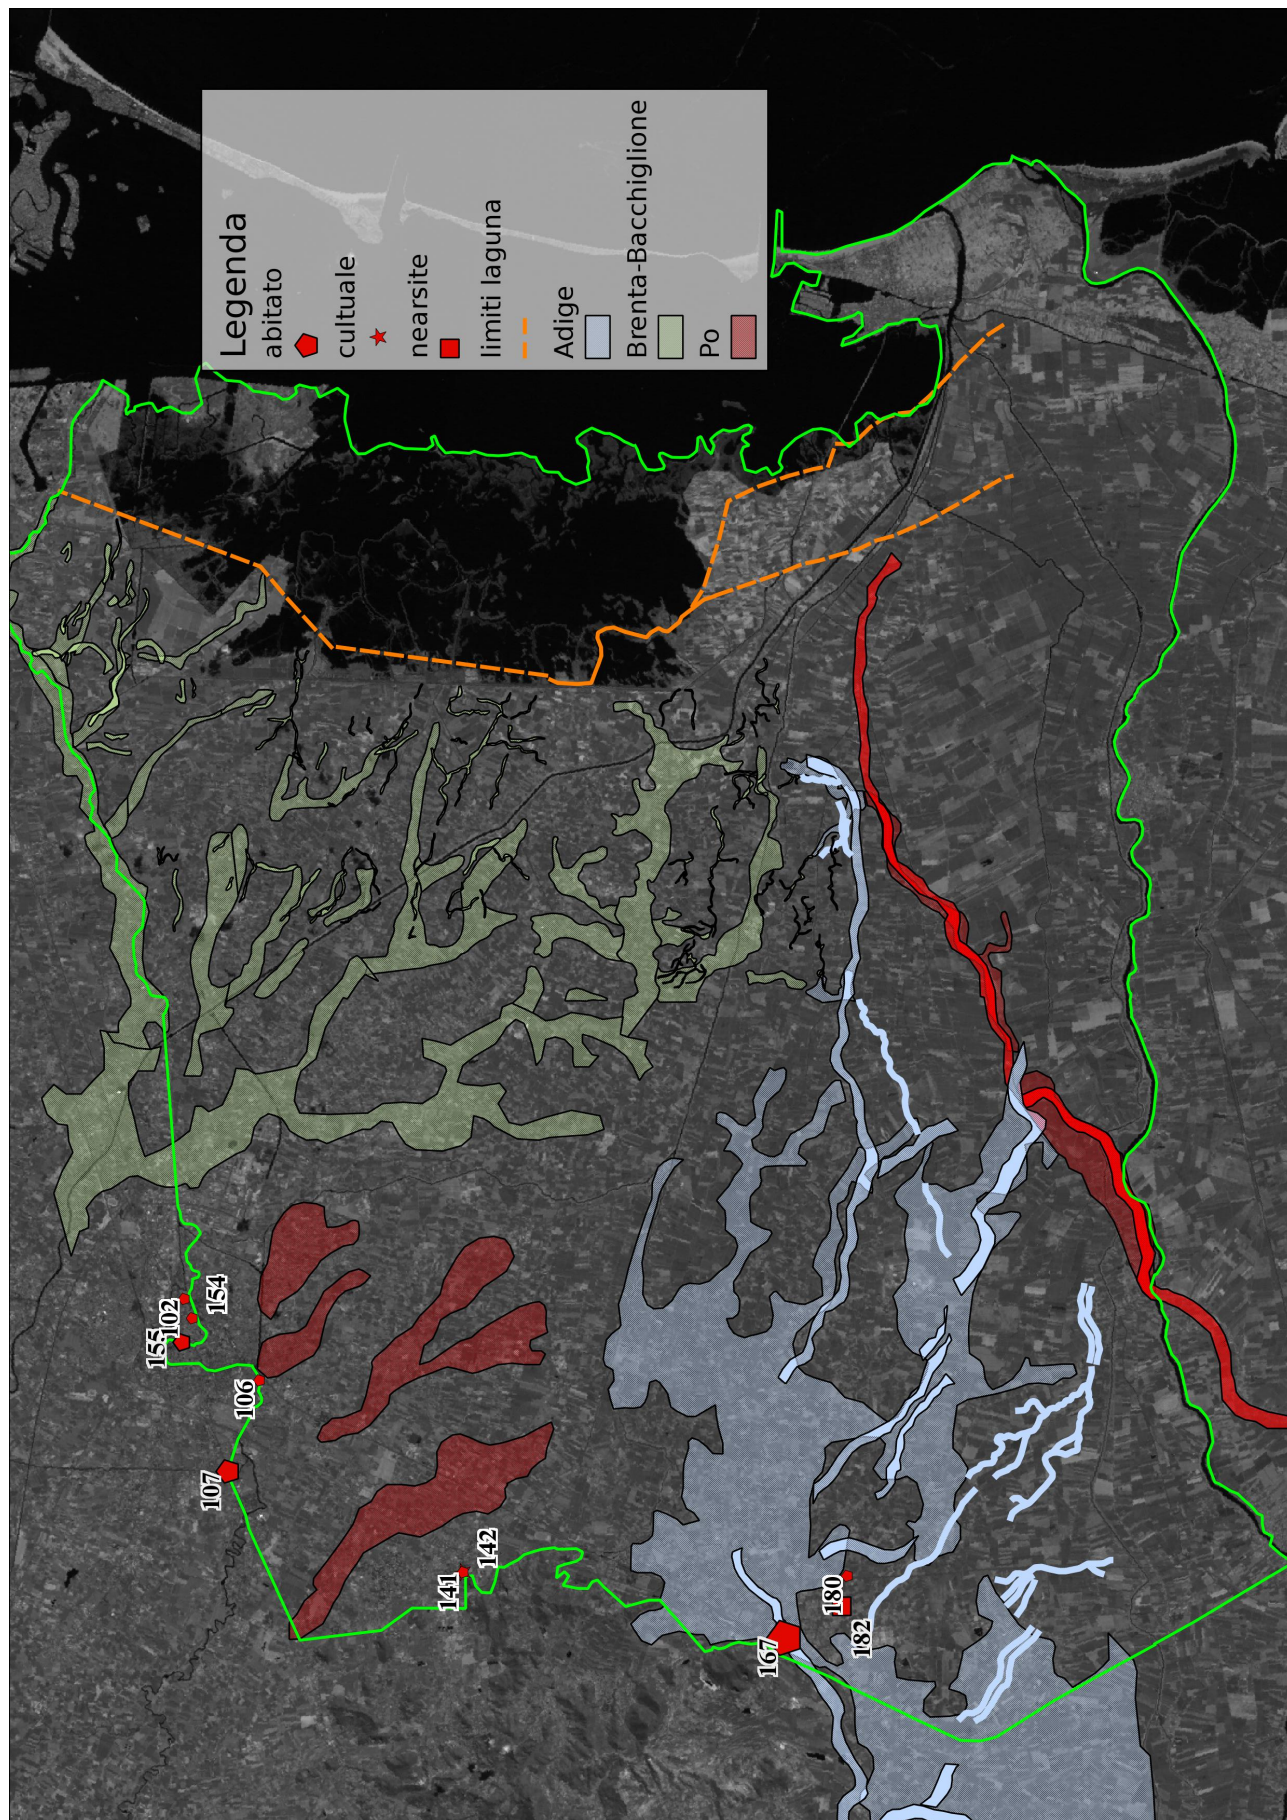 Legenda
abitato
cultuale
nearsite
limiti laguna
Adige
Brenta-Bacchiglione
Po
155
102
154
106
107
141
142
167
180
182